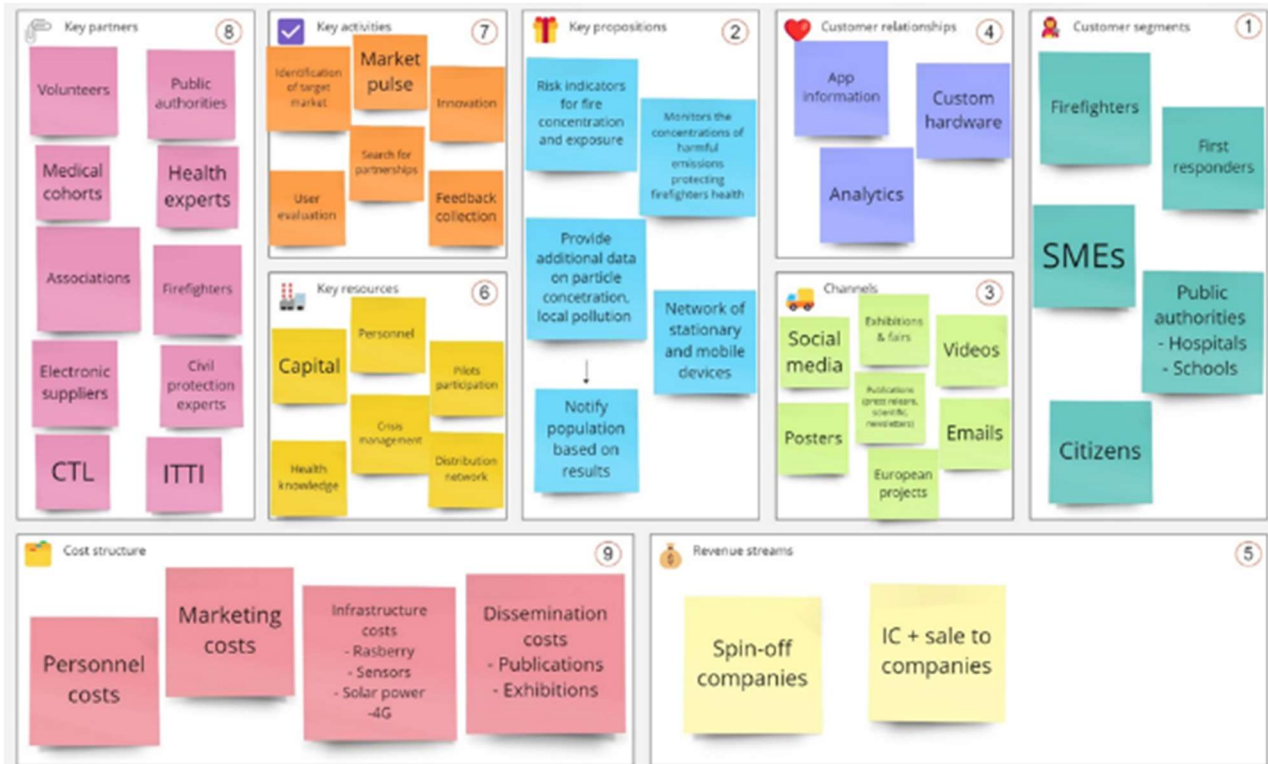 Key partners
8
Volunteers
Public
authorities
Medical
cohorts
Health
experts
Associations
Firefighters
Electronic
suppliers
Civil
protection
experts
CTL
ITTI
Key activities
7
Identification
of target
market
Market
pulse
Innovation
Search for
partnerships
User
evaluation
Feedback
collection
Key resources
6
Capital
Personnel
Pilots
participation
Crisis
management
Health
knowledge
Distribution
network
Key propositions
2
Risk indicators
for fire
concentration
and exposure
Monitors the
concentrations of
harmful
emissions
protecting
firefighters health
Provide
additional data
on particle
concetration,
local pollution
Network of
stationary
and mobile
devices
Notify
population
based on
results
Customer relationships
4
App
information
Custom
hardware
Analytics
Channels
3
Social
media
Exhibitions
& fairs
Videos
Publications
(press release,
scientific,
newsletters)
Posters
Emails
European
projects
Customer segments
1
Firefighters
First
responders
SMEs
Public
authorities
- Hospitals
- Schools
Citizens
Cost structure
9
Personnel
costs
Marketing
costs
Infrastructure
costs
- Rasberry
- Sensors
- Solar power
-4G
Dissemination
costs
- Publications
- Exhibitions
Revenue streams
5
Spin-off
companies
IC + sale to
companies